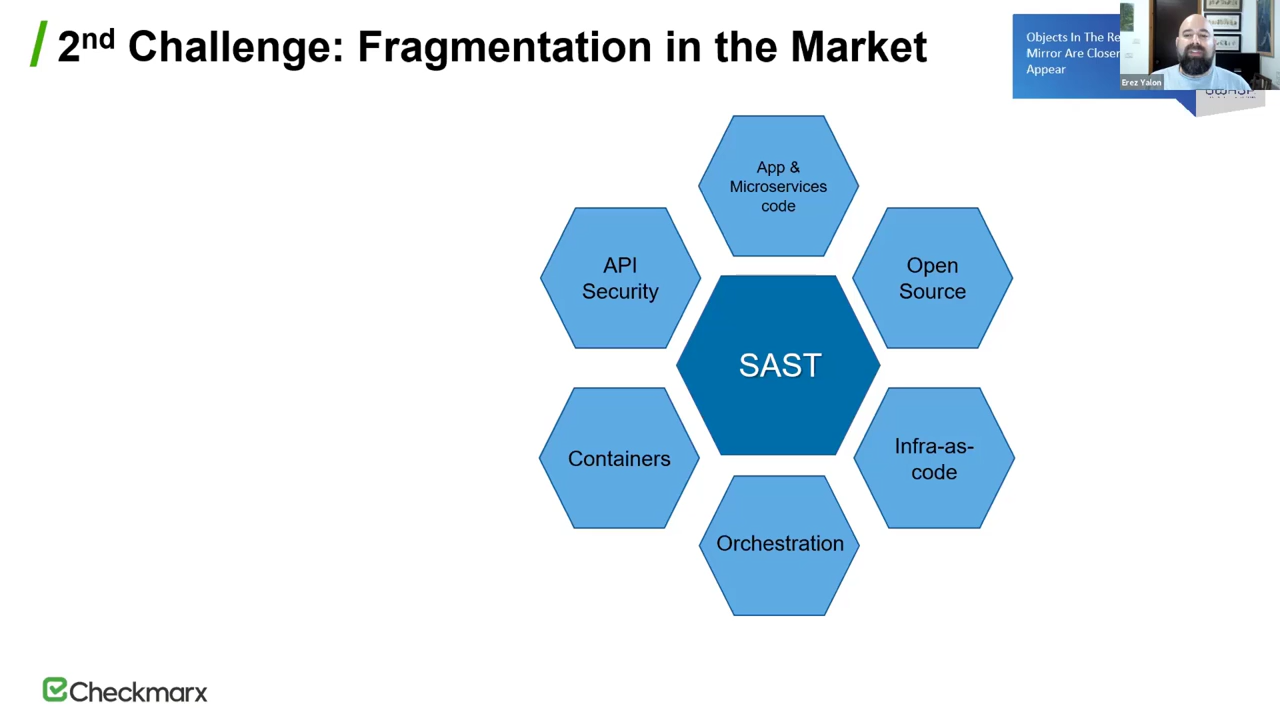 / 2nd Challenge: Fragmentation in the Market
Objects In The
Mirror Are Closer
Appear
Erez Yalon
App &
Microservices
code
API
Security
Open
Source
SAST
Containers
Infra-as-
code
Orchestration
Checkmarx